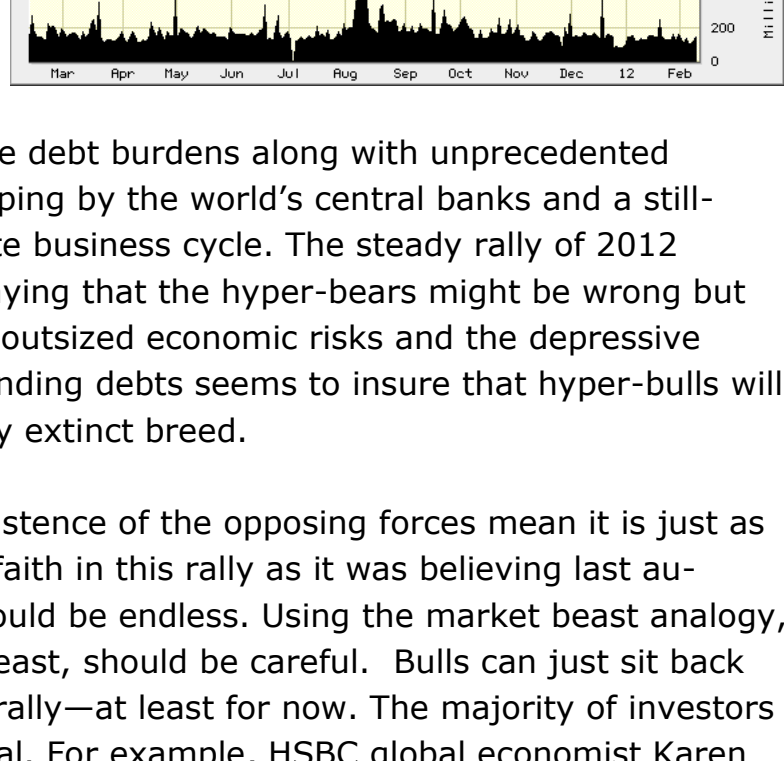 200
Milli
0
Mar Apr May Jun Jul Aug Sep Oct Nov Dec 12 Feb
e debt burdens along with unprecedented
ping by the world's central banks and a still-
te business cycle. The steady rally of 2012
ying that the hyper-bears might be wrong but
outsized economic risks and the depressive
nding debts seems to insure that hyper-bulls will
y extinct breed.
stence of the opposing forces mean it is just as
faith in this rally as it was believing last au-
ould be endless. Using the market beast analogy,
east, should be careful.  Bulls can just sit back
rally—at least for now. The majority of investors
al. For example, HSBC global economist Karen